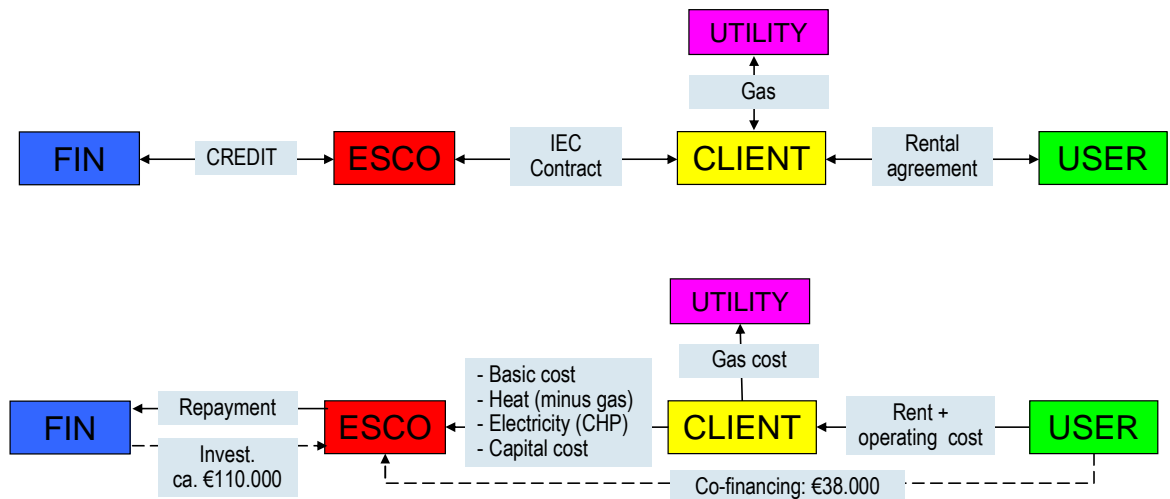 UTILITY
Gas
FIN
CREDIT
ESCO
IEC
Contract
CLIENT
Rental
agreement
USER
UTILITY
Gas cost
- Basic cost
- Heat (minus gas)
- Electricity (CHP)
- Capital cost
FIN
Repayment
Invest.
ca. €110.000
ESCO
CLIENT
Rent +
operating cost
USER
Co-financing: €38.000